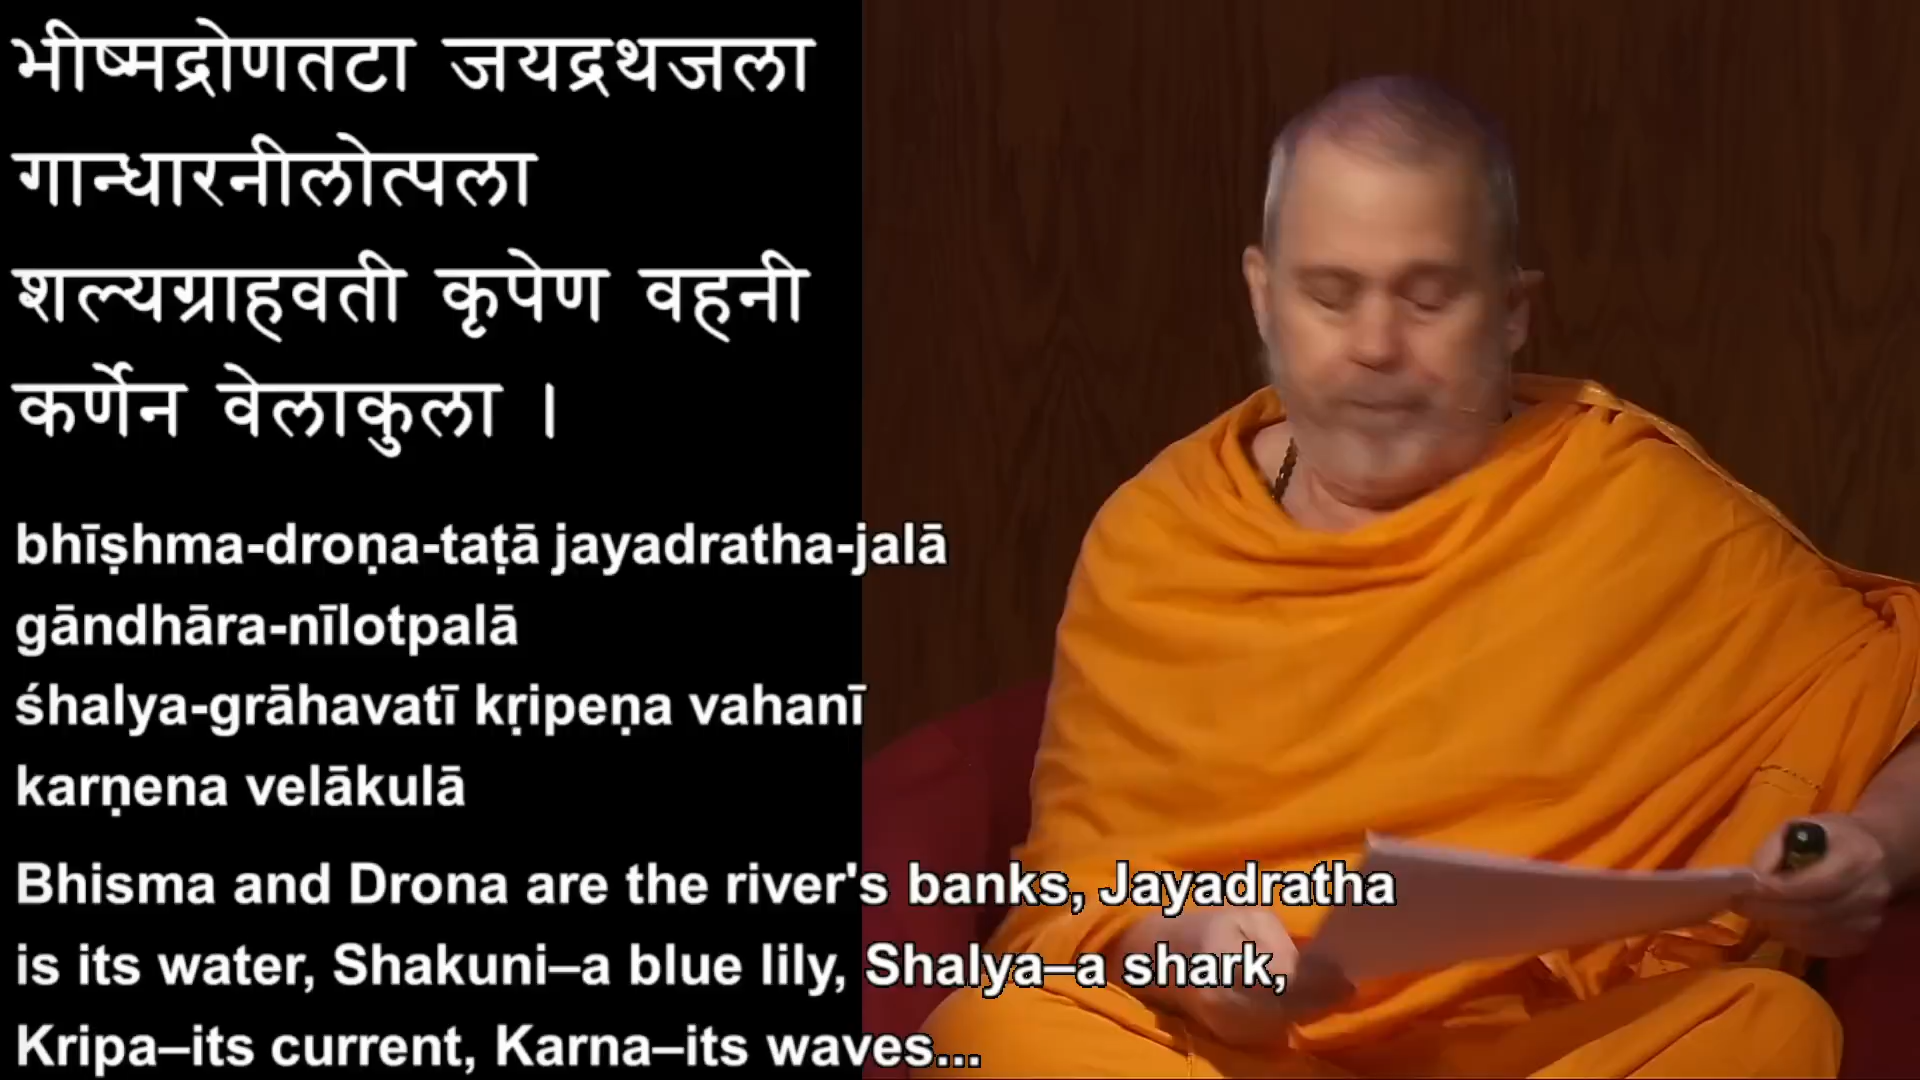 भीष्मद्रोणतटा जयद्रथजला
गान्धारनीलोत्पला
शल्यग्राहवती कृपेण वहनी
कर्णेन वेलाकुला ।
bhīṣhma-droṇa-taṭā jayadratha-jalā
gāndhāra-nīlotpalā
śhalya-grāhavatī kṛipeṇa vahanī
karṇena velākulā
Bhisma and Drona are the river's banks, Jayadratha
is its water, Shakuni–a blue lily, Shalya–a shark,
Kripa–its current, Karna–its waves...